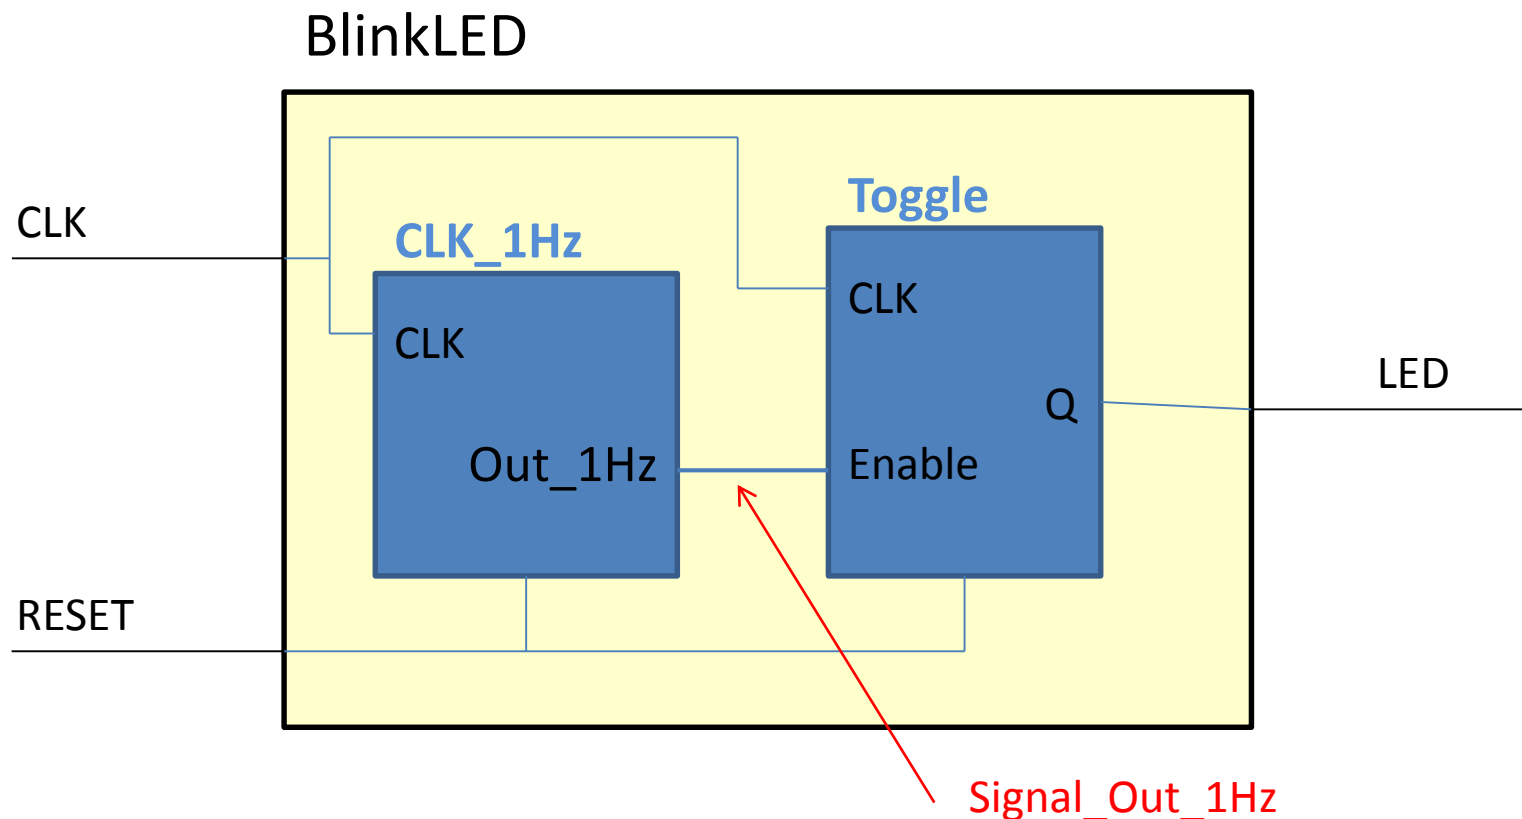 BlinkLED
Toggle
CLK
CLK_1Hz
CLK
CLK
LED
Q
Out_1Hz
Enable
RESET
Signal_Out_1Hz